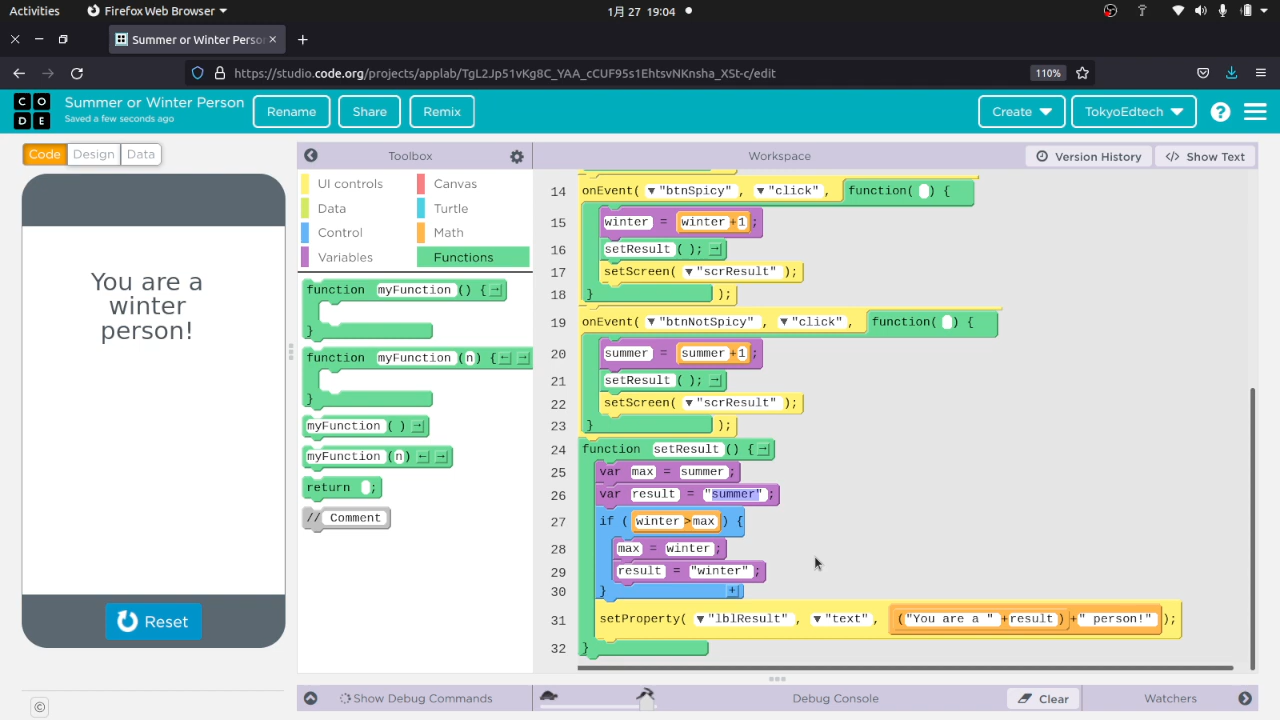 Activities Firefox Web Browser 1月 27 19:04
Summer or Winter Perso
https://studio.code.org/projects/applab/TgL2Jp51vKg8C_YAA_cCUF95s1EhtsvNKnsha_XSt-c/edit 110%
CODE Summer or Winter Person Rename Share Remix Create TokyoEdtech ?
Saved a few seconds ago
Code Design Data Toolbox Workspace Version History </> Show Text
UI controls Canvas
Data Turtle
Control Math
Variables Functions
function myFunction () {
}
function myFunction (n) {
}
myFunction ( )
myFunction (n)
return ;
// Comment
You are a
winter
person!
Reset
14 onEvent( "btnSpicy", "click", function( ) {
15 winter = winter+1;
16 setResult ( );
17 setScreen( "scrResult" );
18 } );
19 onEvent( "btnNotSpicy", "click", function( ) {
20 summer = summer+1;
21 setResult ( );
22 setScreen( "scrResult" );
23 } );
24 function setResult () {
25 var max = summer;
26 var result = "summer";
27 if ( winter>max ) {
28 max = winter;
29 result = "winter";
30 } +
31 setProperty( "lblResult", "text", ("You are a "+result)+" person!");
32 }
© Show Debug Commands Debug Console Clear Watchers